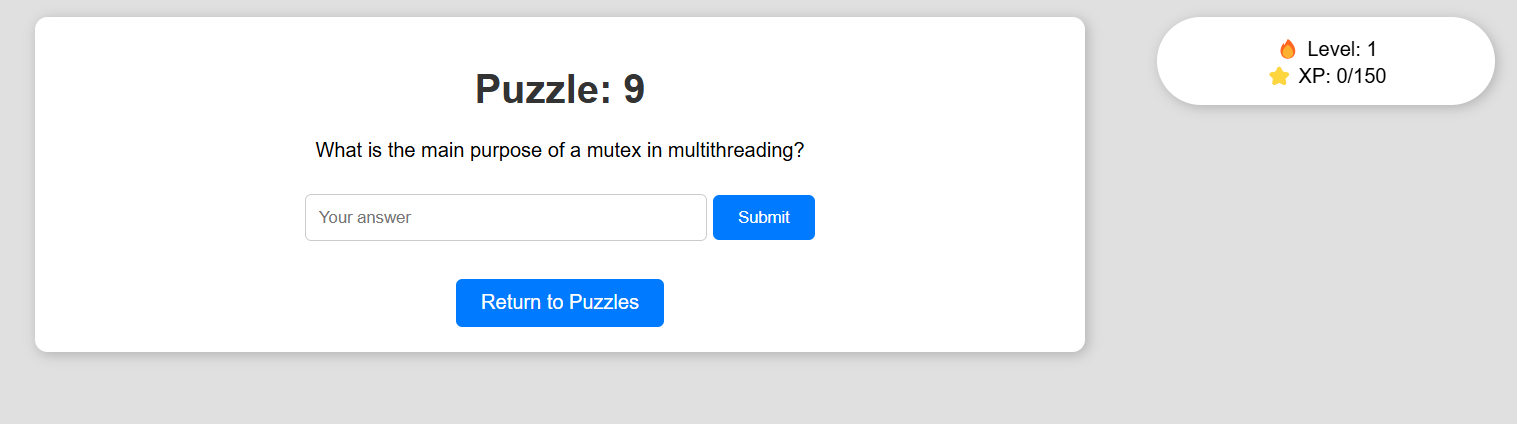 Puzzle: 9
What is the main purpose of a mutex in multithreading?
Your answer
Submit
Return to Puzzles
Level: 1
XP: 0/150